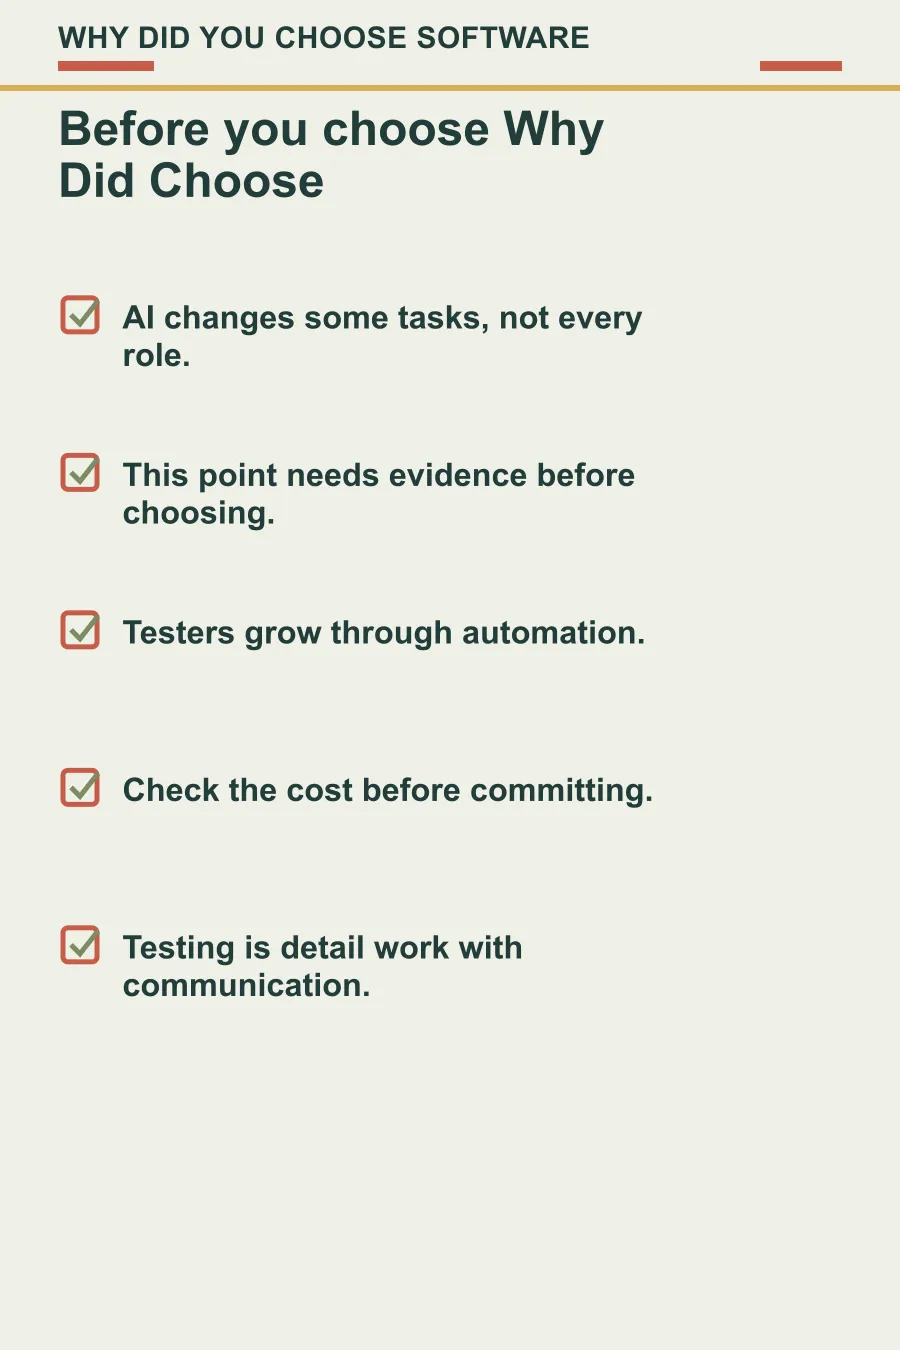 WHY DID YOU CHOOSE SOFTWARE
Before you choose Why
Did Choose
AI changes some tasks, not every
role.
This point needs evidence before
choosing.
Testers grow through automation.
Check the cost before committing.
Testing is detail work with
communication.